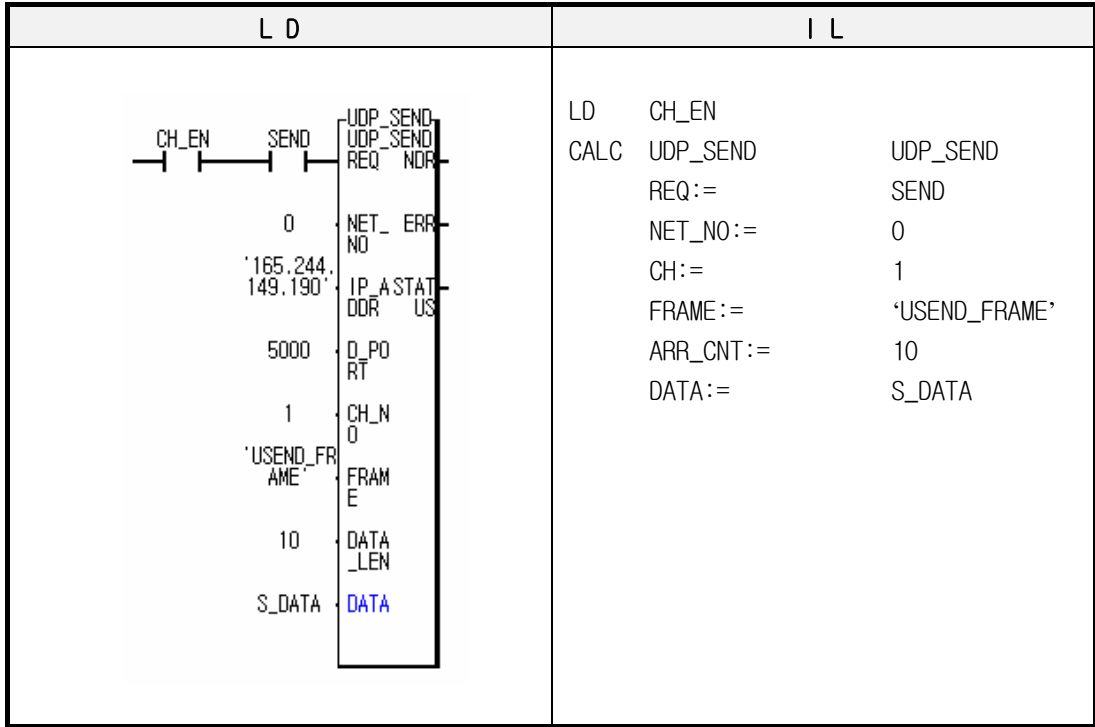 L D
I L
UDP_SEND
CH_EN SEND UDP_SEND
REQ NDR
0 NET_ ERR
NO
'165.244.
149.190' IP_A STAT
DDR US
5000 D_PO
RT
1 CH_N
O
'USEND_FR
AME' FRAM
E
10 DATA
_LEN
S_DATA DATA
LD CH_EN
CALC UDP_SEND UDP_SEND
REQ:= SEND
NET_NO:= 0
CH:= 1
FRAME:= ‘USEND_FRAME’
ARR_CNT:= 10
DATA:= S_DATA